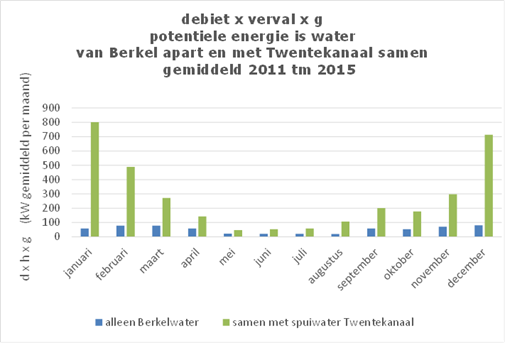 debiet x verval x g
potentiele energie is water
van Berkel apart en met Twentekanaal samen
gemiddeld 2011 tm 2015
d x h x g (kW gemiddeld per maand)
900
800
700
600
500
400
300
200
100
0
januari
februari
maart
april
mei
juni
juli
augustus
september
oktober
november
december
alleen Berkelwater
samen met spuiwater Twentekanaal